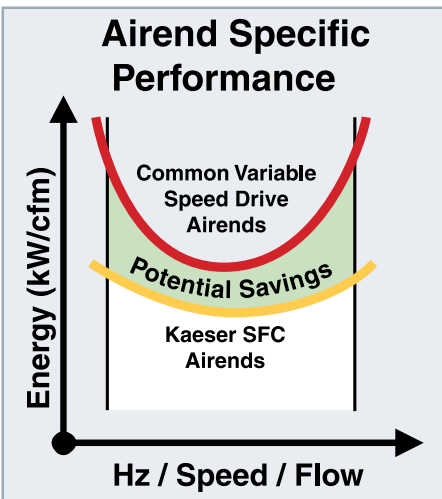 Airend Specific
Performance
Energy (kW/cfm)
Common Variable
Speed Drive
Airends
Potential Savings
Kaeser SFC
Airends
Hz / Speed / Flow